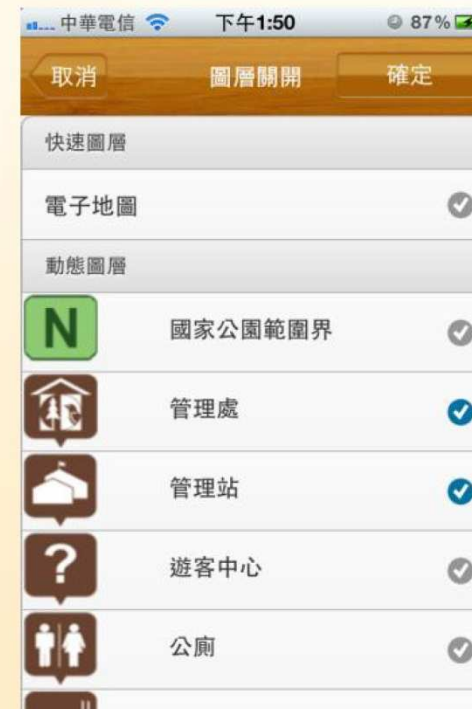 中華電信 下午1:50 87%
取消 圖層關開 確定
快速圖層
電子地圖
動態圖層
N 國家公園範圍界
管理處
管理站
? 遊客中心
公廁